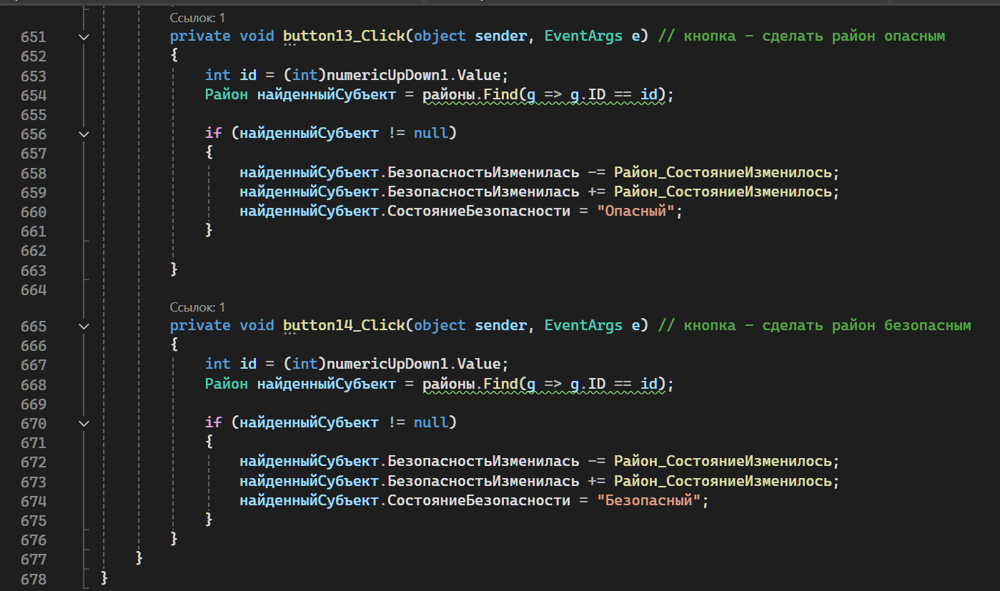 Ссылок: 1
651 private void button13_Click(object sender, EventArgs e) // кнопка - сделать район опасным
652 {
653 int id = (int)numericUpDown1.Value;
654 Район найденныйСубъект = районы.Find(g => g.ID == id);
655
656 if (найденныйСубъект != null)
657 {
658 найденныйСубъект.БезопасностьИзменилась -= Район_СостояниеИзменилось;
659 найденныйСубъект.БезопасностьИзменилась += Район_СостояниеИзменилось;
660 найденныйСубъект.СостояниеБезопасности = "Опасный";
661 }
662
663 }
664
Ссылок: 1
665 private void button14_Click(object sender, EventArgs e) // кнопка - сделать район безопасным
666 {
667 int id = (int)numericUpDown1.Value;
668 Район найденныйСубъект = районы.Find(g => g.ID == id);
669
670 if (найденныйСубъект != null)
671 {
672 найденныйСубъект.БезопасностьИзменилась -= Район_СостояниеИзменилось;
673 найденныйСубъект.БезопасностьИзменилась += Район_СостояниеИзменилось;
674 найденныйСубъект.СостояниеБезопасности = "Безопасный";
675 }
676 }
677 }
678 }